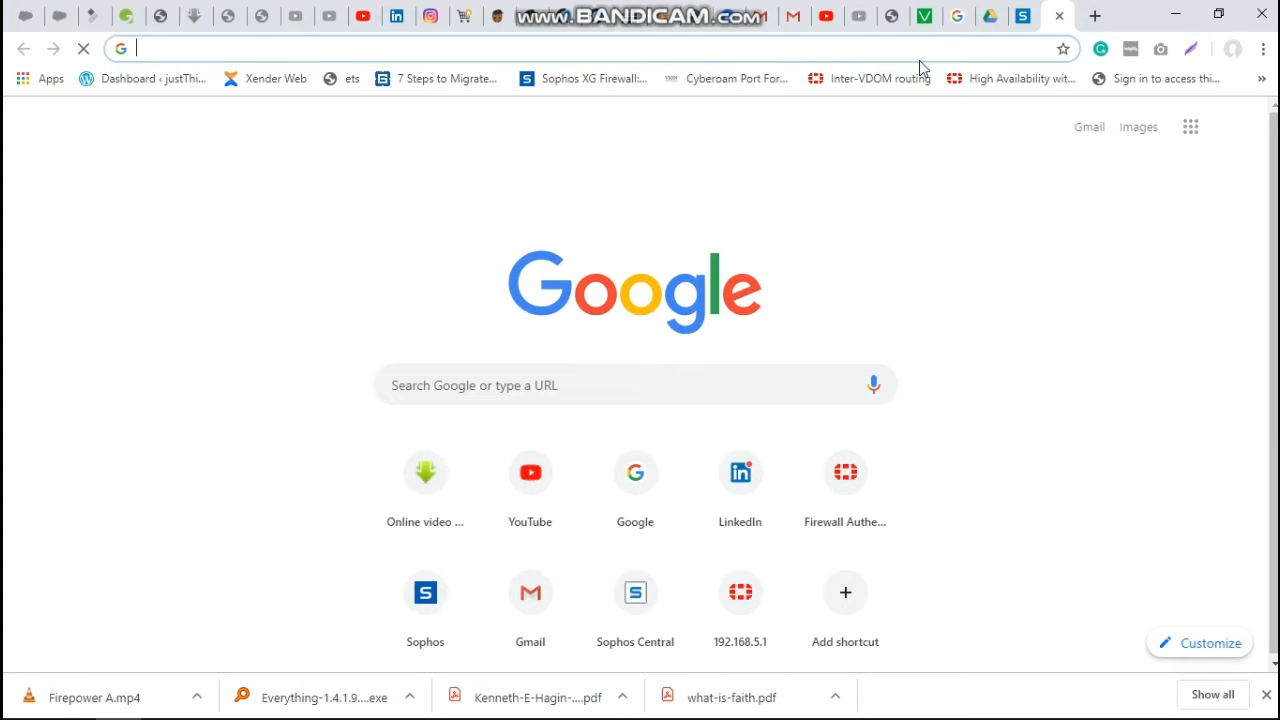 www.BANDICAM.com
Apps Dashboard ‹ justThi... Xender Web ets 7 Steps to Migrate... Sophos XG Firewall:... Cyberoam Port For... Inter-VDOM routing High Availability wit... Sign in to access thi... »
Gmail Images
Google
Search Google or type a URL
Online video ... YouTube Google LinkedIn Firewall Authe...
Sophos Gmail Sophos Central 192.168.5.1 Add shortcut
Customize
Firepower A.mp4 Everything-1.4.1.9....exe Kenneth-E-Hagin-....pdf what-is-faith.pdf Show all